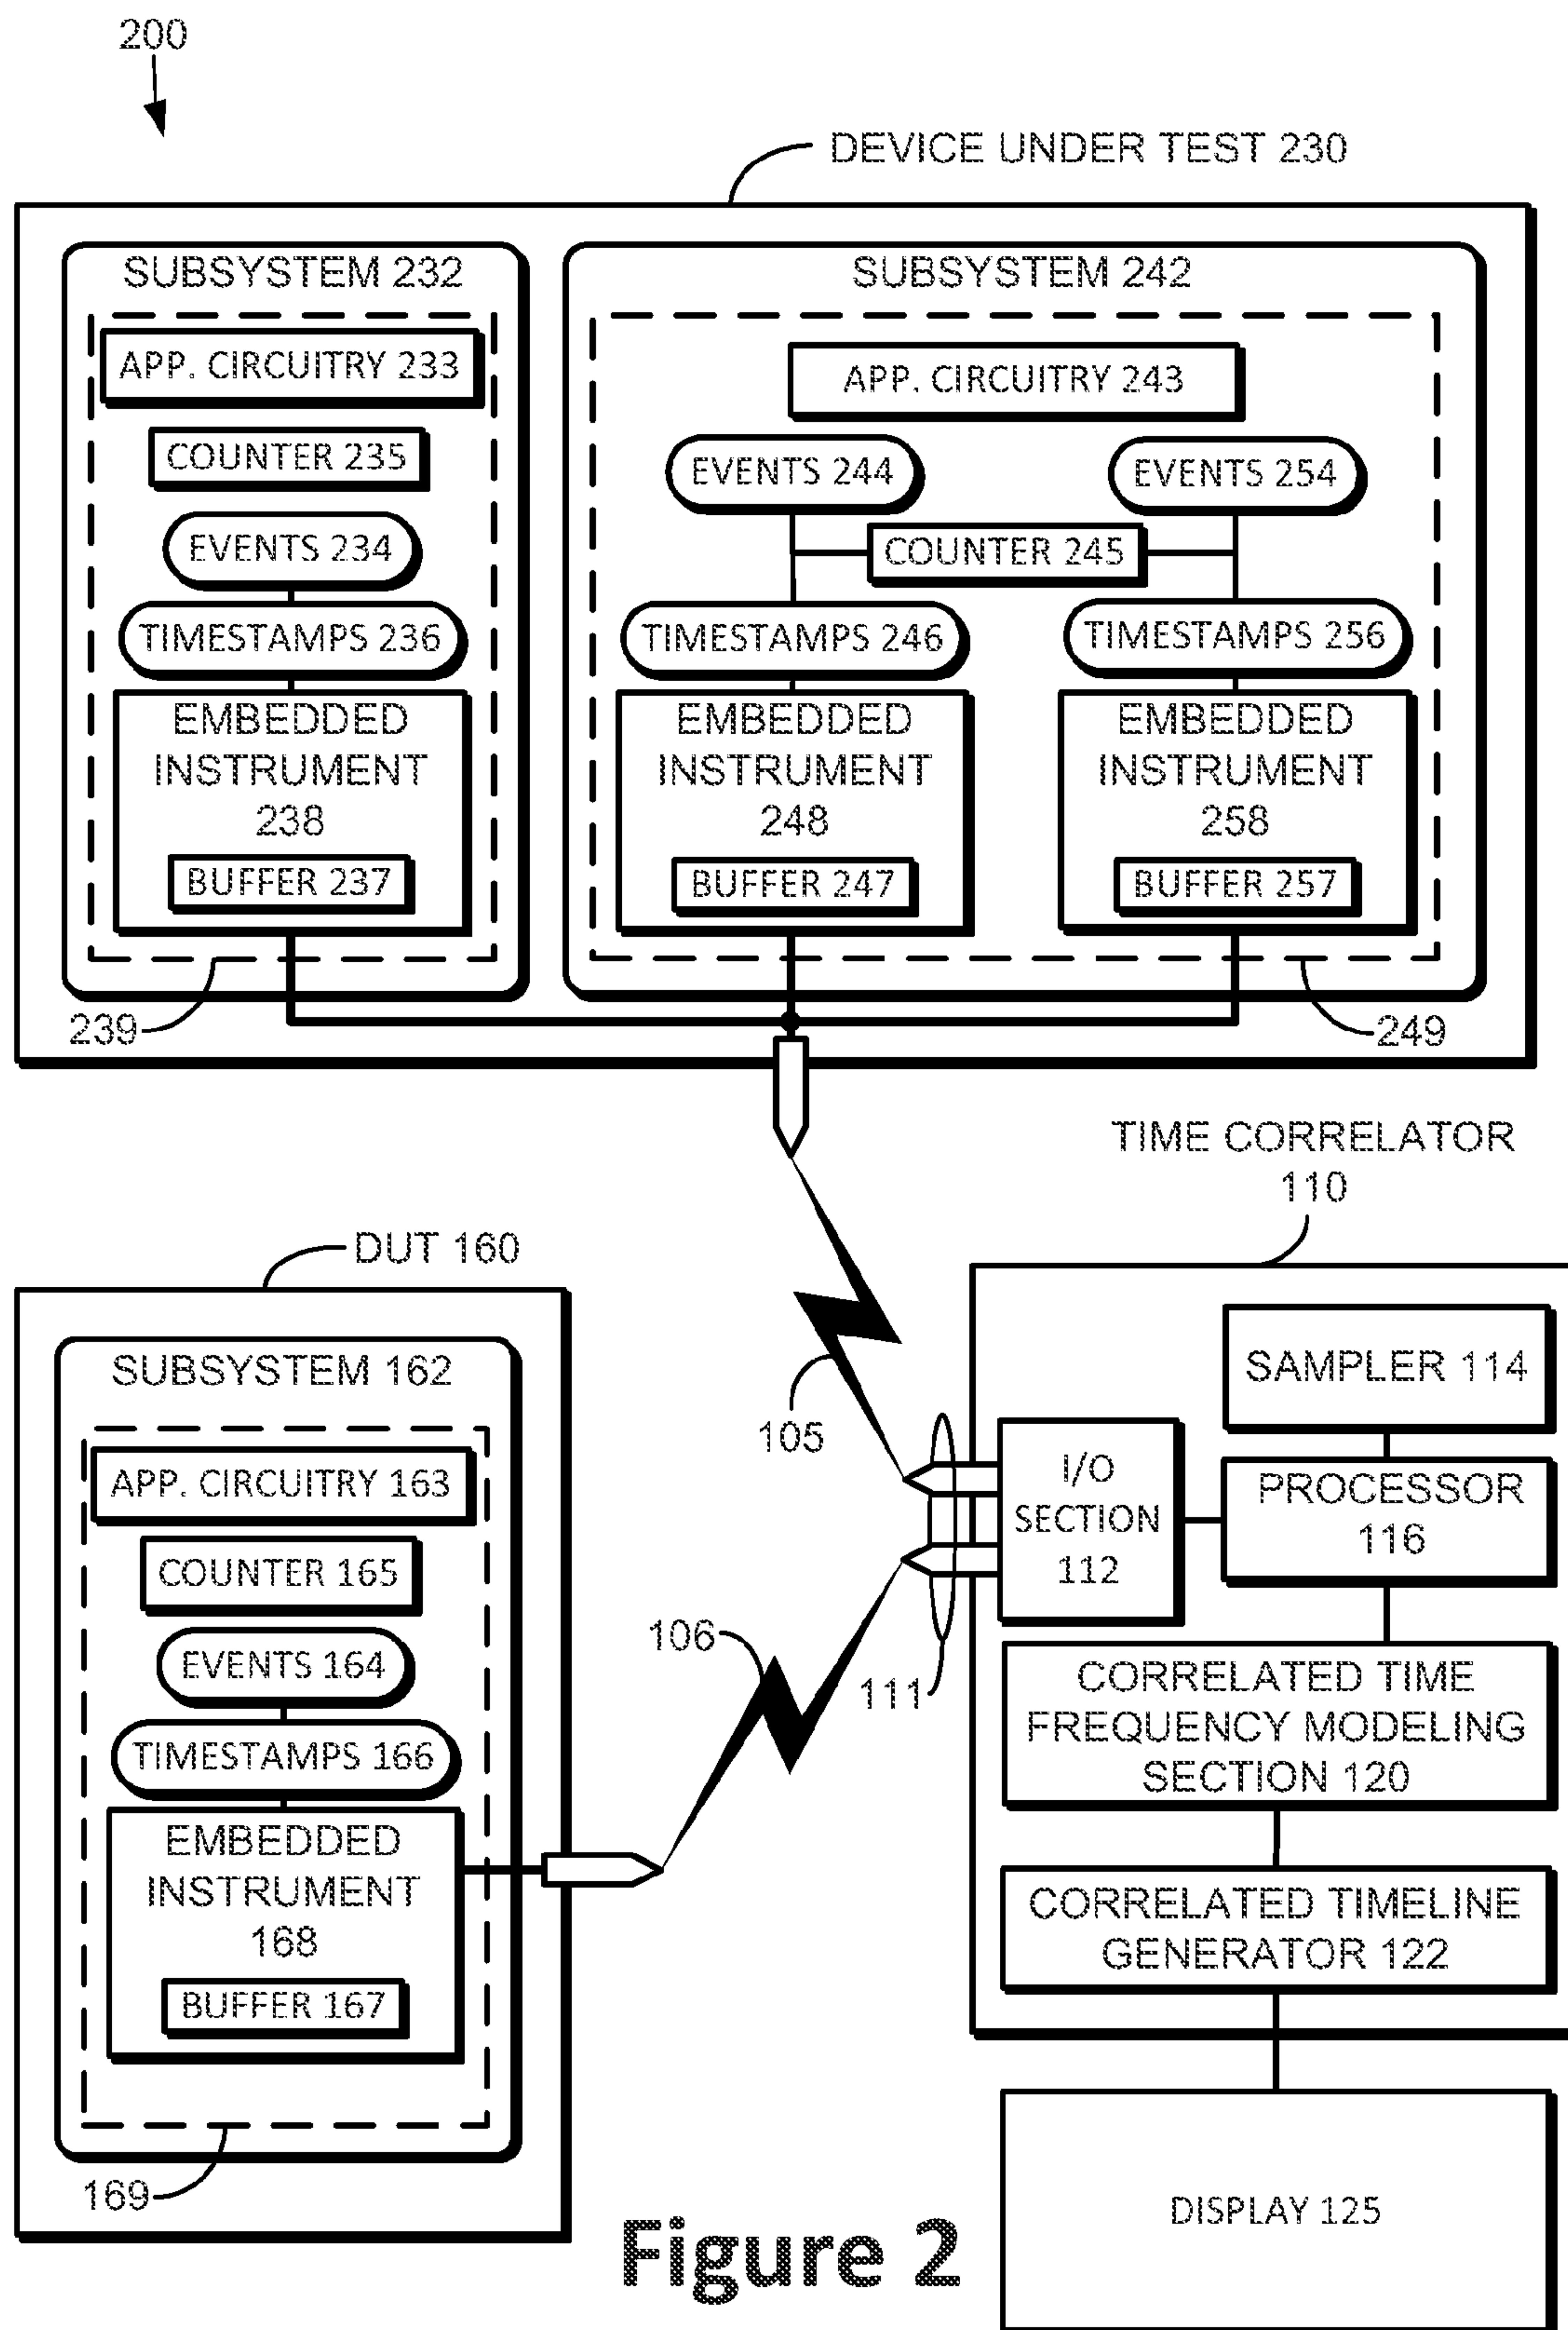 200
DEVICE UNDER TEST 230
SUBSYSTEM 232
APP. CIRCUITRY 233
COUNTER 235
EVENTS 234
TIMESTAMPS 236
EMBEDDED
INSTRUMENT
238
BUFFER 237
239
SUBSYSTEM 242
APP. CIRCUITRY 243
EVENTS 244
EVENTS 254
COUNTER 245
TIMESTAMPS 246
TIMESTAMPS 256
EMBEDDED
INSTRUMENT
248
BUFFER 247
EMBEDDED
INSTRUMENT
258
BUFFER 257
249
TIME CORRELATOR
110
DUT 160
SUBSYSTEM 162
APP. CIRCUITRY 163
COUNTER 165
EVENTS 164
TIMESTAMPS 166
EMBEDDED
INSTRUMENT
168
BUFFER 167
169
105
106
111
I/O
SECTION
112
SAMPLER 114
PROCESSOR
116
CORRELATED TIME
FREQUENCY MODELING
SECTION 120
CORRELATED TIMELINE
GENERATOR 122
DISPLAY 125
Figure 2